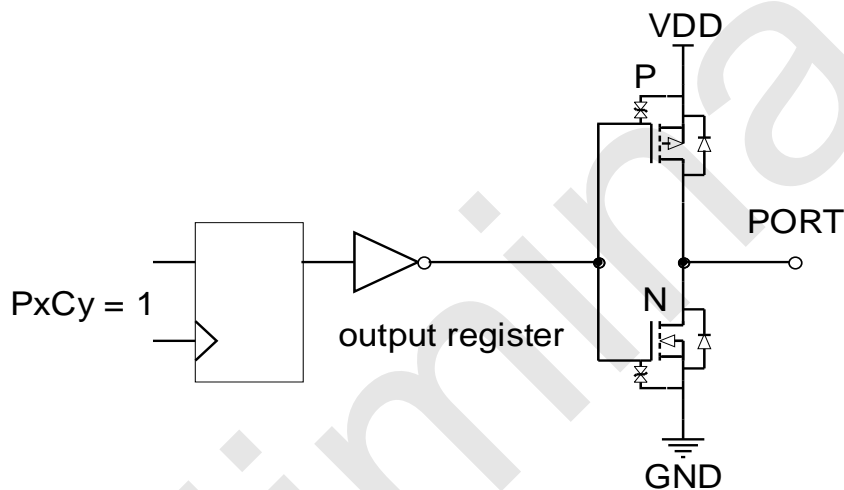 VDD
P
PORT
PxCy = 1
N
output register
GND